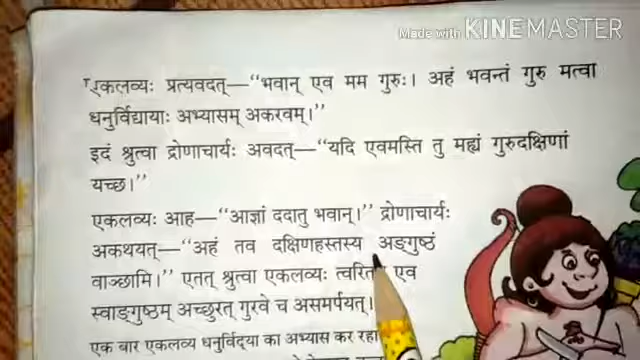 Made with KINEMASTER
एकलव्यः प्रत्यवदत्—“भवान् एव मम गुरुः। अहं भवन्तं गुरु मत्वा
धनुर्विद्यायाः अभ्यासम् अकरवम्।”
इदं श्रुत्वा द्रोणाचार्यः अवदत्—“यदि एवमस्ति तु मह्यं गुरुदक्षिणां
यच्छ।”
एकलव्यः आह—“आज्ञां ददातु भवान्।” द्रोणाचार्यः
अकथयत्—“अहं तव दक्षिणहस्तस्य अङ्गुष्ठं
वाञ्छामि।” एतत् श्रुत्वा एकलव्यः त्वरित एव
स्वाङ्गुष्ठम् अच्छुरत् गुरवे च असमर्पयत्।
एक बार एकलव्य धनुर्विद्या का अभ्यास कर रहा